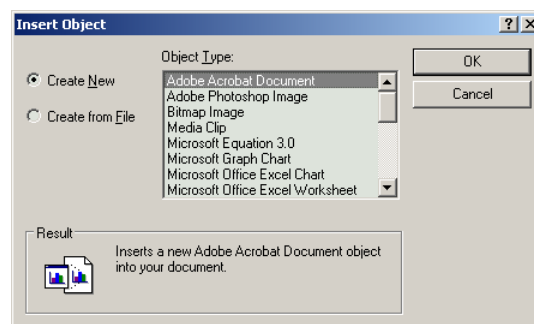 Insert Object
Object Type:
Create New
Create from File
Adobe Acrobat Document
Adobe Photoshop Image
Bitmap Image
Media Clip
Microsoft Equation 3.0
Microsoft Graph Chart
Microsoft Office Excel Chart
Microsoft Office Excel Worksheet
OK
Cancel
Result
Inserts a new Adobe Acrobat Document object
into your document.